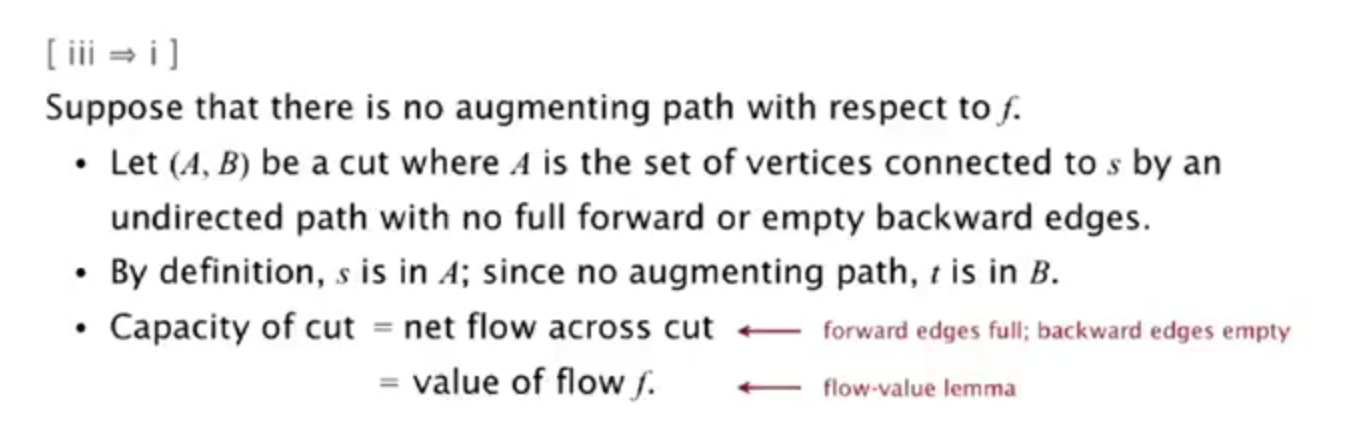 [ iii ⇒ i ]
Suppose that there is no augmenting path with respect to f.
• Let (A, B) be a cut where A is the set of vertices connected to s by an
undirected path with no full forward or empty backward edges.
• By definition, s is in A; since no augmenting path, t is in B.
• Capacity of cut = net flow across cut ← forward edges full; backward edges empty
= value of flow f. ← flow-value lemma